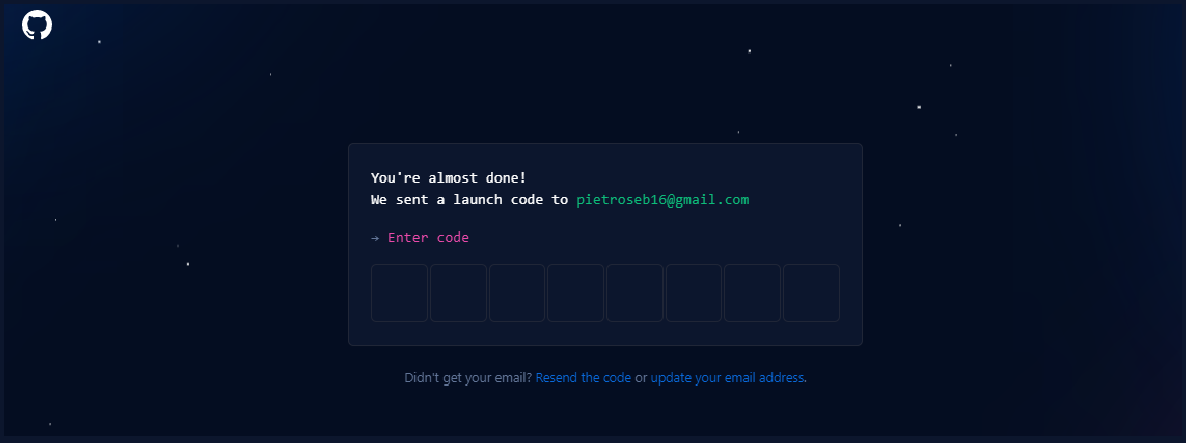 You're almost done!
We sent a launch code to pietroseb16@gmail.com
→ Enter code
Didn't get your email? Resend the code or update your email address.